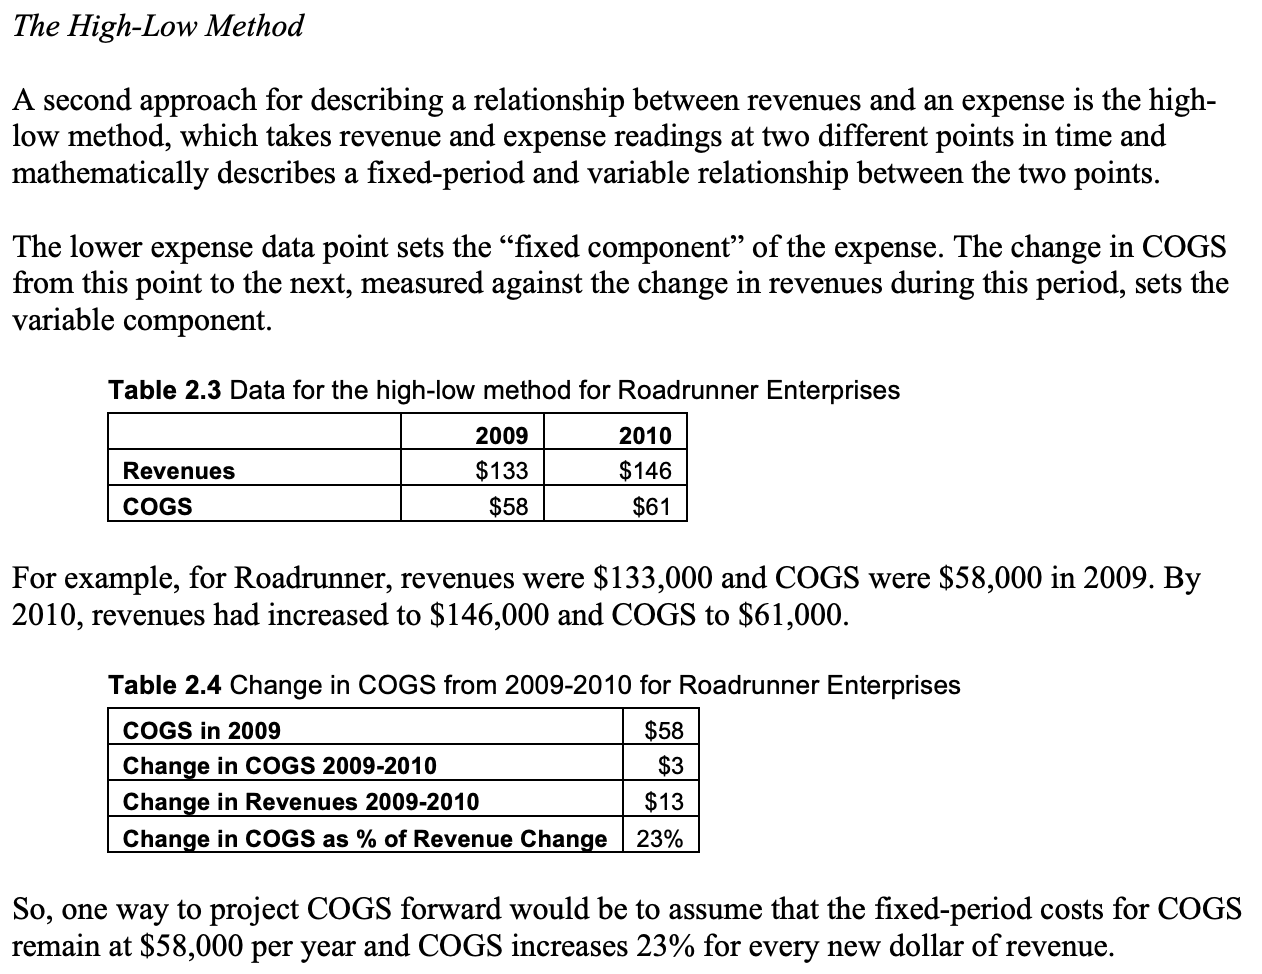 The High-Low Method
A second approach for describing a relationship between revenues and an expense is the high-
low method, which takes revenue and expense readings at two different points in time and
mathematically describes a fixed-period and variable relationship between the two points.
The lower expense data point sets the “fixed component” of the expense. The change in COGS
from this point to the next, measured against the change in revenues during this period, sets the
variable component.
Table 2.3 Data for the high-low method for Roadrunner Enterprises
2009 2010
Revenues $133 $146
COGS $58 $61
For example, for Roadrunner, revenues were $133,000 and COGS were $58,000 in 2009. By
2010, revenues had increased to $146,000 and COGS to $61,000.
Table 2.4 Change in COGS from 2009-2010 for Roadrunner Enterprises
COGS in 2009 $58
Change in COGS 2009-2010 $3
Change in Revenues 2009-2010 $13
Change in COGS as % of Revenue Change 23%
So, one way to project COGS forward would be to assume that the fixed-period costs for COGS
remain at $58,000 per year and COGS increases 23% for every new dollar of revenue.